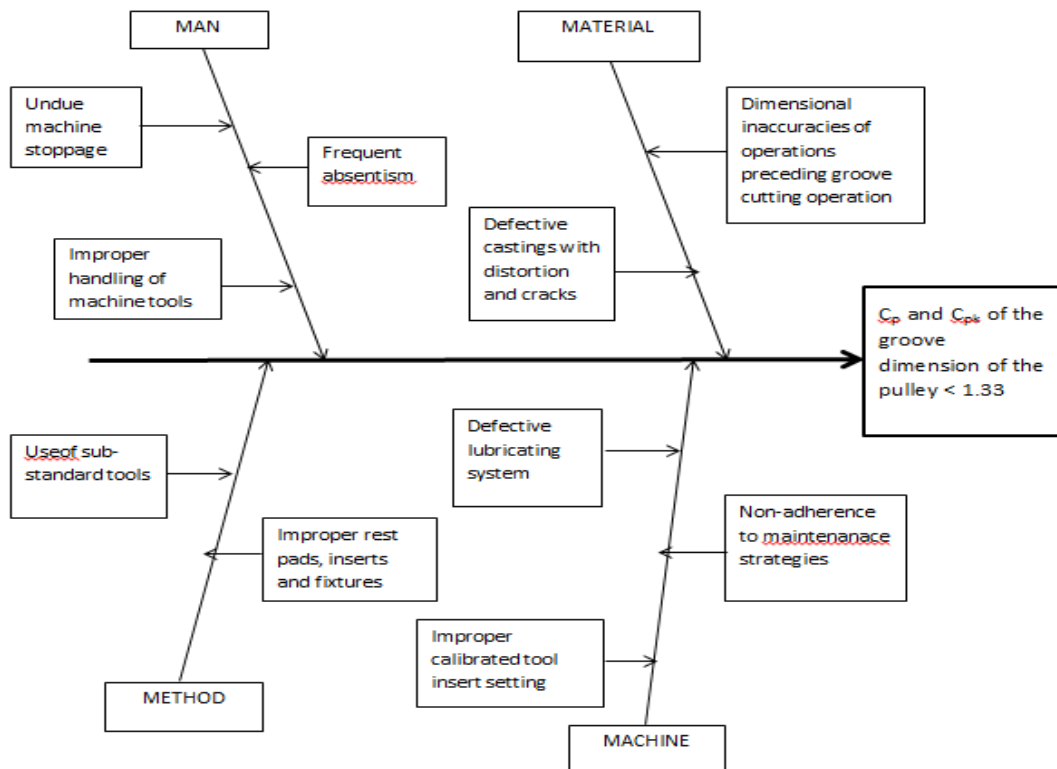 MAN
MATERIAL
Undue
machine
stoppage
Frequent
absentism
Dimensional
inaccuracies of
operations
preceding groove
cutting operation
Improper
handling of
machine tools
Defective
castings with
distortion
and cracks
Cp and Cpk of the
groove
dimension of the
pulley < 1.33
Useof sub-
standard tools
Defective
lubricating
system
Improper rest
pads, inserts
and fixtures
Non-adherence
to maintenanace
strategies
Improper
calibrated tool
insert setting
METHOD
MACHINE